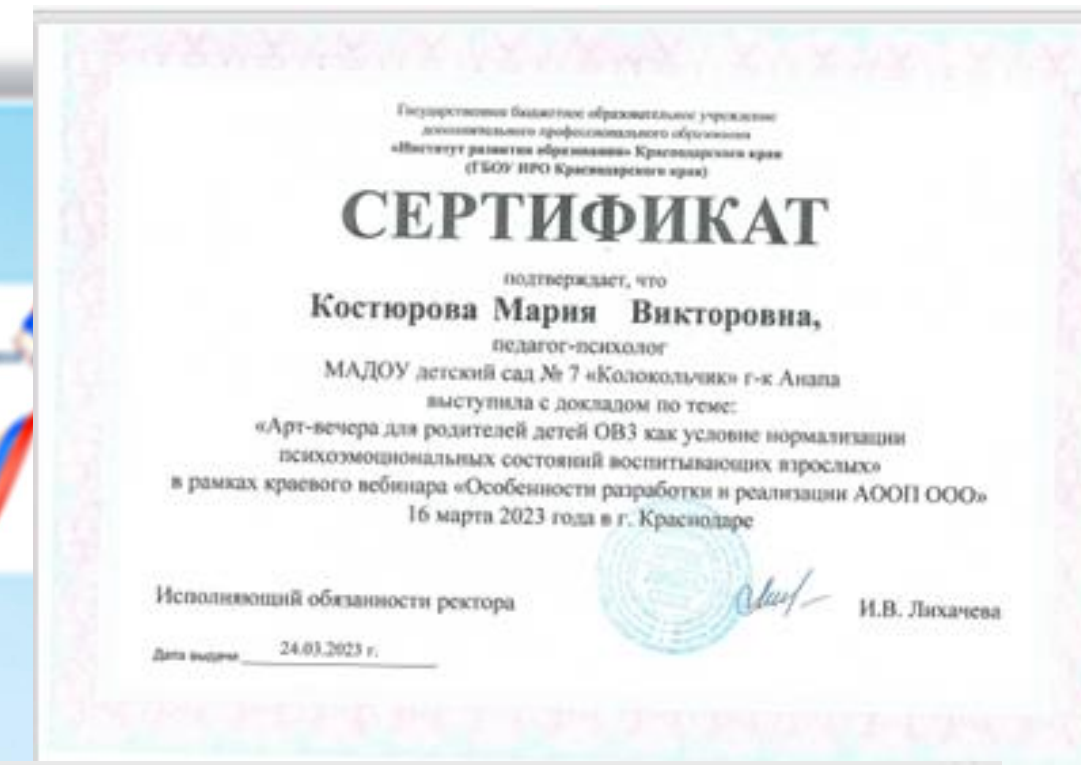 Государственное бюджетное образовательное учреждение
дополнительного профессионального образования
«Институт развития образования» Краснодарского края
(ГБОУ ИРО Краснодарского края)
СЕРТИФИКАТ
подтверждает, что
Костюрова Мария Викторовна,
педагог-психолог
МАДОУ детский сад № 7 «Колокольчик» г-к Анапа
выступила с докладом по теме:
«Арт-вечера для родителей детей ОВЗ как условие нормализации
психоэмоциональных состояний воспитывающих взрослых»
в рамках краевого вебинара «Особенности разработки и реализации АООП ООО»
16 марта 2023 года в г. Краснодаре
Исполняющий обязанности ректора
И.В. Лихачева
Дата выдачи 24.03.2023 г.